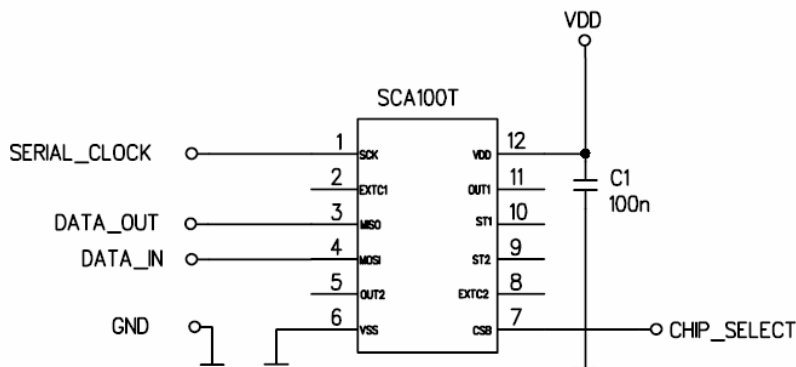 VDD
SCA100T
SERIAL_CLOCK
1
SCK
VDD
12
2
EXTC1
OUT1
11
C1
100n
DATA_OUT
3
MISO
ST1
10
DATA_IN
4
MOSI
ST2
9
5
OUT2
EXTC2
8
GND
6
VSS
CSB
7
CHIP_SELECT